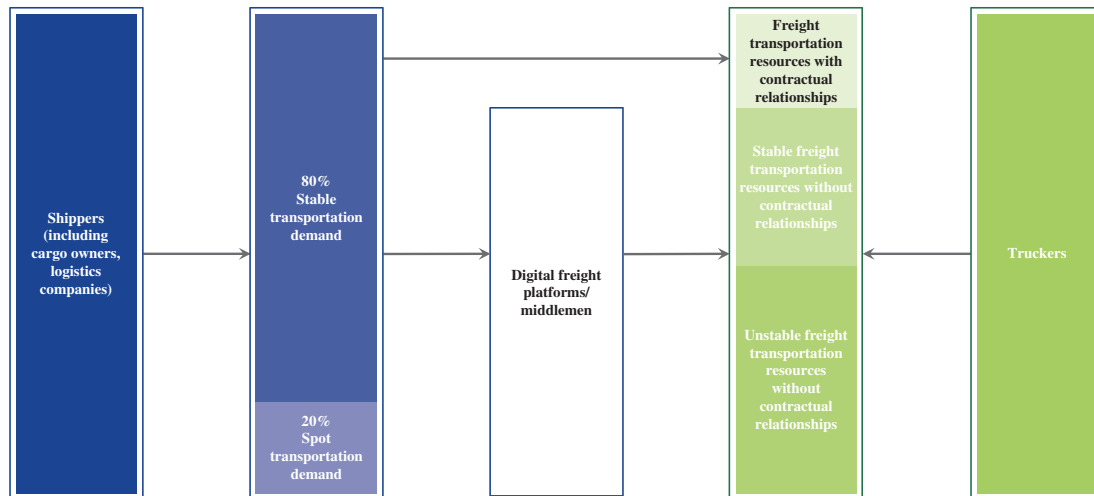 Shippers
(including
cargo owners,
logistics
companies)
80%
Stable
transportation
demand
20%
Spot
transportation
demand
Digital freight
platforms/
middlemen
Freight
transportation
resources with
contractual
relationships
Stable freight
transportation
resources without
contractual
relationships
Unstable freight
transportation
resources
without
contractual
relationships
Truckers